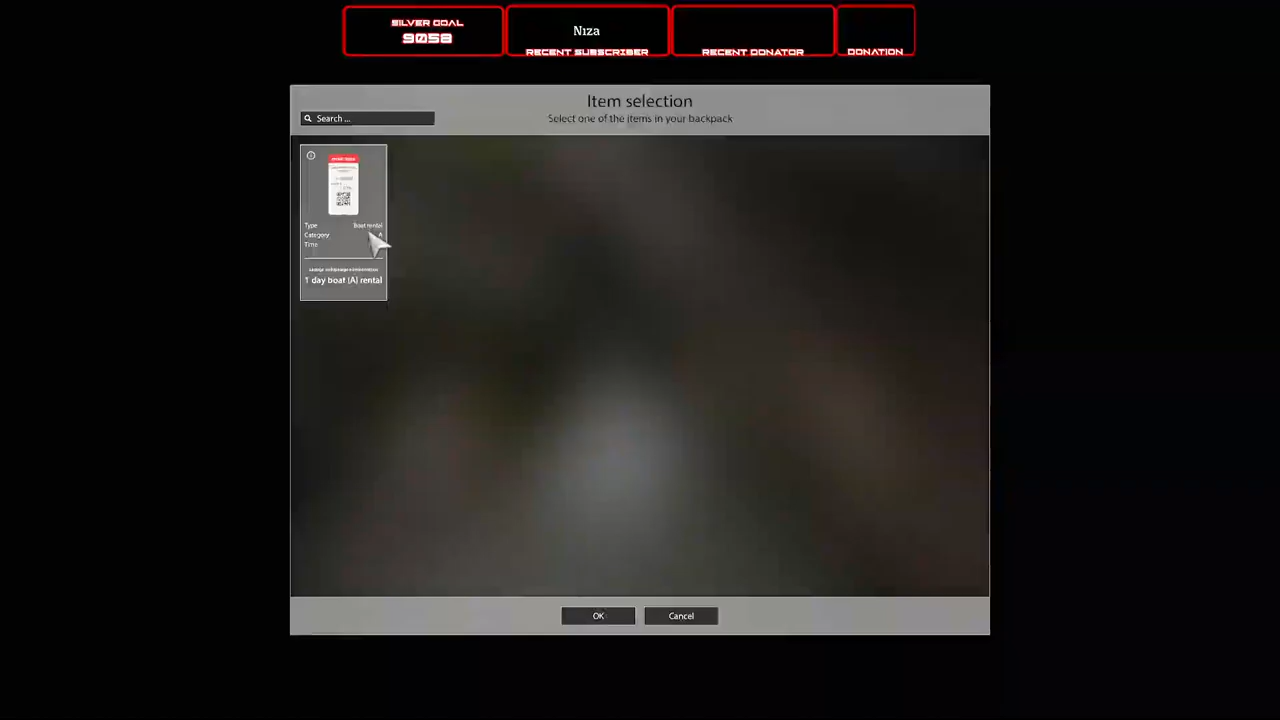 SILVER GOAL
9058
Niza
RECENT SUBSCRIBER
RECENT DONATOR
DONATION
Item selection
Select one of the items in your backpack
Search ...
Type Boat rental
Category A
Time
1 day boat (A) rental
OK
Cancel